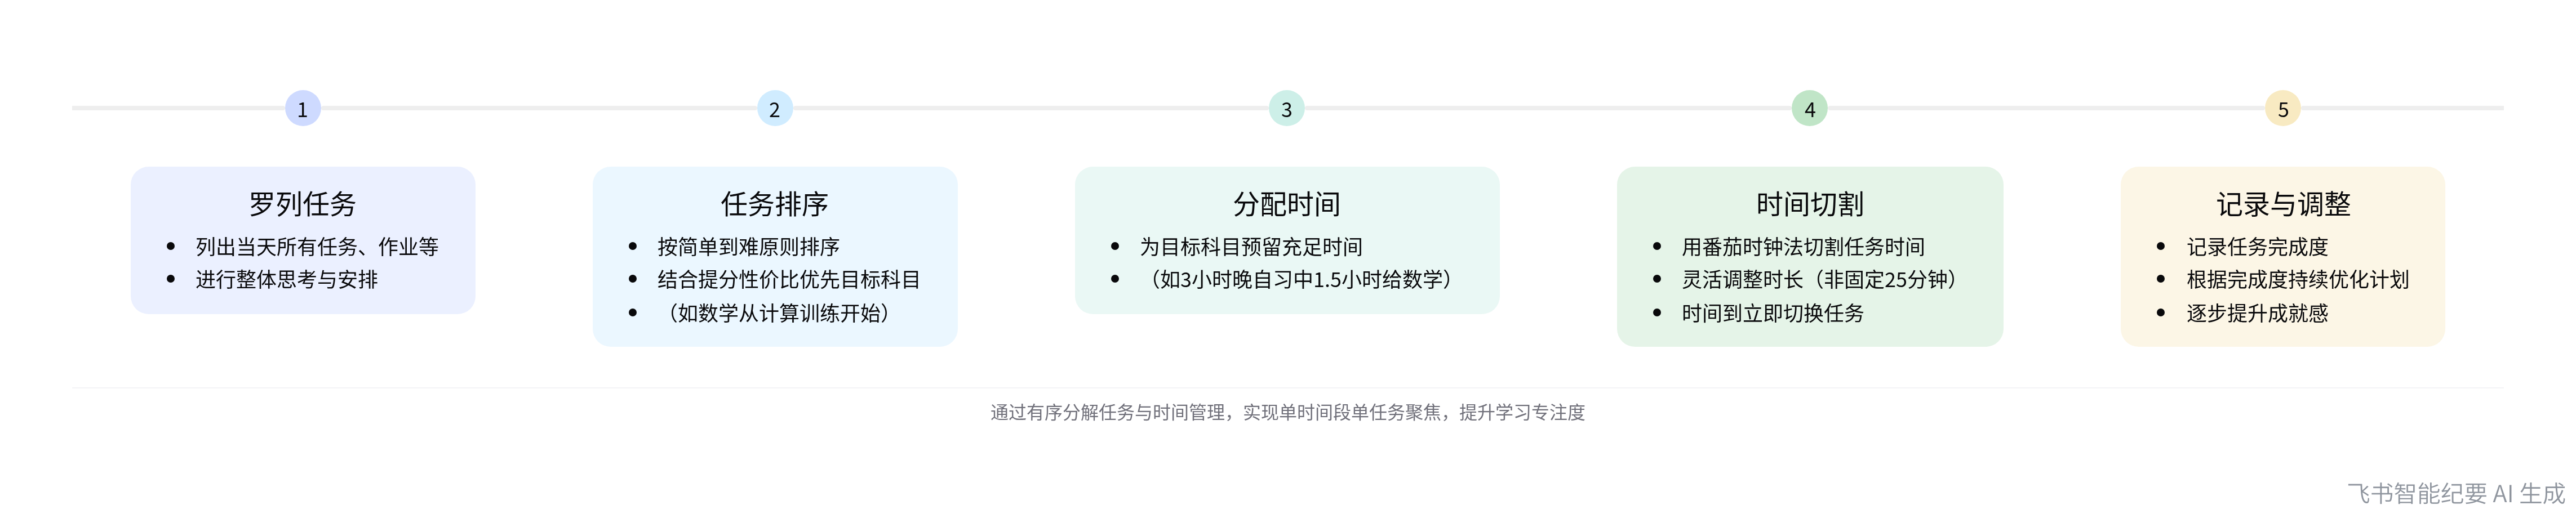 1
罗列任务
列出当天所有任务、作业等
进行整体思考与安排
2
任务排序
按简单到难原则排序
结合提分性价比优先目标科目
（如数学从计算训练开始）
3
分配时间
为目标科目预留充足时间
（如3小时晚自习中1.5小时给数学）
4
时间切割
用番茄时钟法切割任务时间
灵活调整时长（非固定25分钟）
时间到立即切换任务
5
记录与调整
记录任务完成度
根据完成度持续优化计划
逐步提升成就感
通过有序分解任务与时间管理，实现单时间段单任务聚焦，提升学习专注度
飞书智能纪要 AI 生成